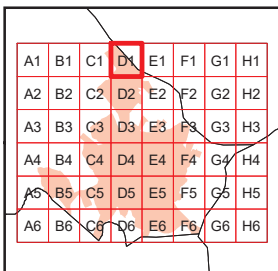 A1 B1 C1 D1 E1 F1 G1 H1
A2 B2 C2 D2 E2 F2 G2 H2
A3 B3 C3 D3 E3 F3 G3 H3
A4 B4 C4 D4 E4 F4 G4 H4
A5 B5 C5 D5 E5 F5 G5 H5
A6 B6 C6 D6 E6 F6 G6 H6